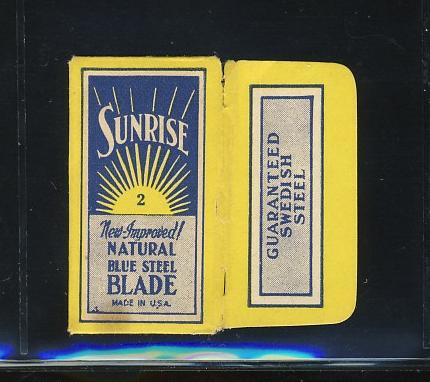 SUNRISE
2
New-Improved!
NATURAL
BLUE STEEL
BLADE
MADE IN U.S.A.
GUARANTEED
SWEDISH
STEEL